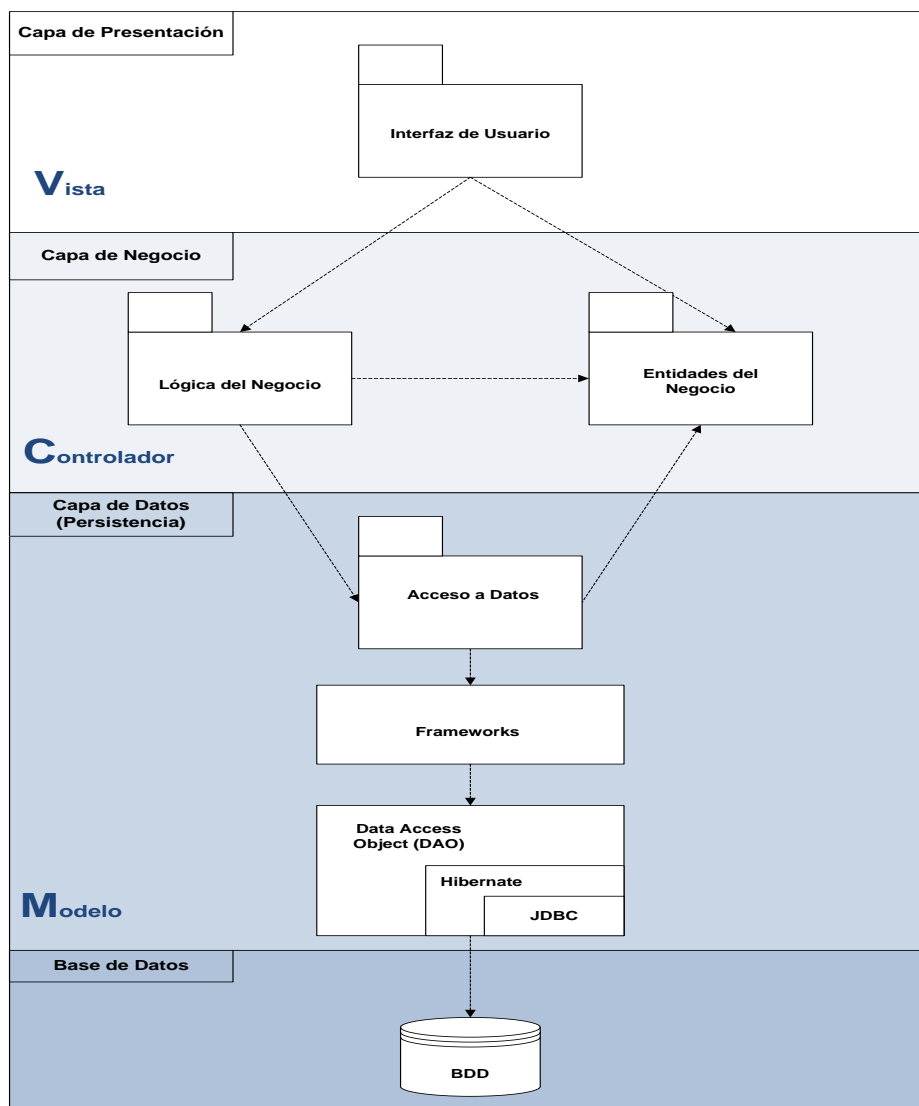 Capa de Presentación
Interfaz de Usuario
Vista
Capa de Negocio
Lógica del Negocio
Entidades del
Negocio
Controlador
Capa de Datos
(Persistencia)
Acceso a Datos
Frameworks
Data Access
Object (DAO)
Hibernate
JDBC
Modelo
Base de Datos
BDD